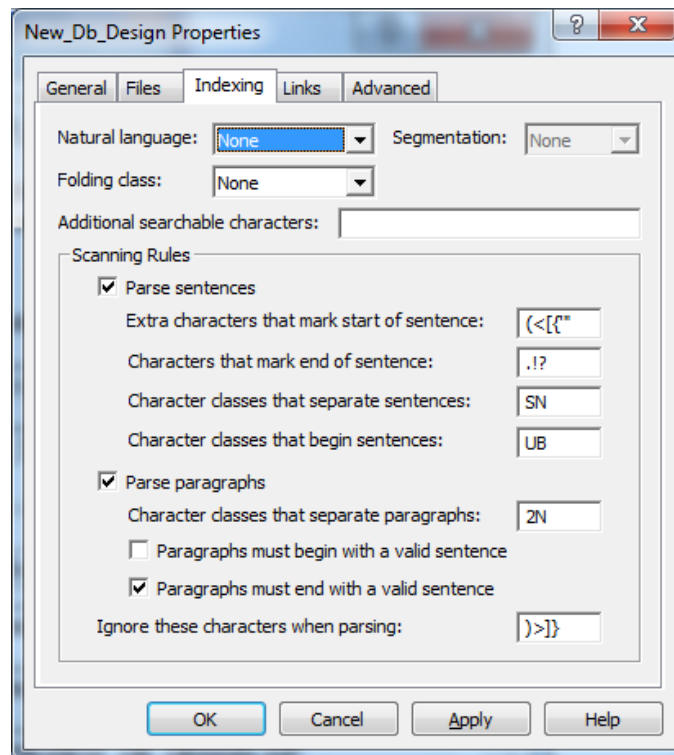 New_Db_Design Properties
General Files Indexing Links Advanced
Natural language: None Segmentation: None
Folding class: None
Additional searchable characters:
Scanning Rules
Parse sentences
Extra characters that mark start of sentence: (<[{'"
Characters that mark end of sentence: .!?
Character classes that separate sentences: SN
Character classes that begin sentences: UB
Parse paragraphs
Character classes that separate paragraphs: 2N
Paragraphs must begin with a valid sentence
Paragraphs must end with a valid sentence
Ignore these characters when parsing: )>]}
OK Cancel Apply Help